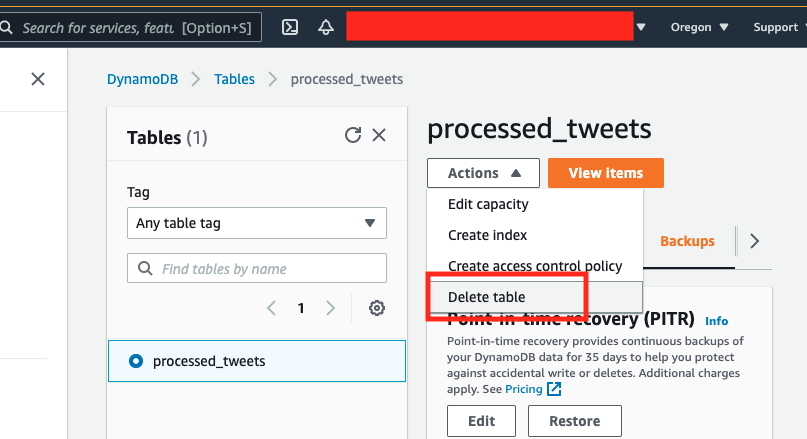 Search for services, featu [Option+S]
Oregon ▼ Support
DynamoDB > Tables > processed_tweets
Tables (1)
Tag
Any table tag
Find tables by name
1
processed_tweets
processed_tweets
Actions
View items
Edit capacity
Create index
Create access control policy
Delete table
Backups
Point-in-time recovery (PITR) Info
Point-in-time recovery provides continuous backups
of your DynamoDB data for 35 days to help you protect
against accidental write or deletes. Additional charges
apply. See Pricing
Edit
Restore